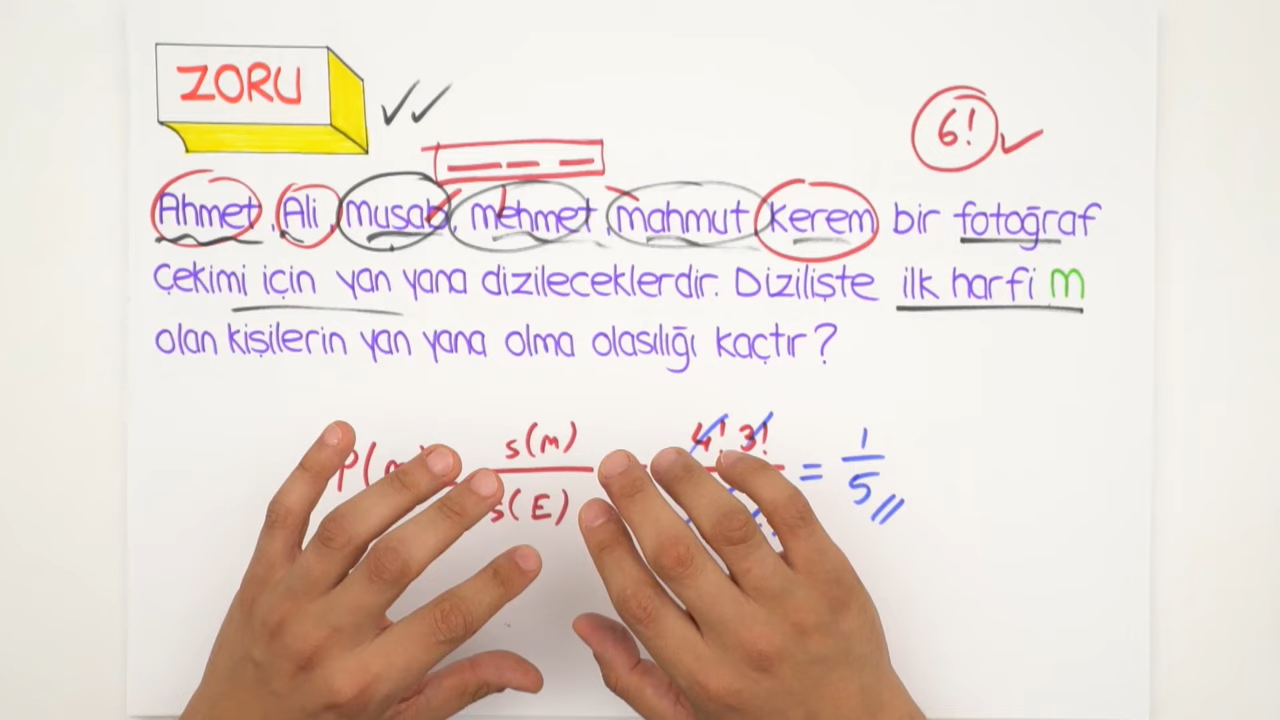 ZORU
6!
Ahmet, Ali, musab, mehmet, mahmut kerem bir fotoğraf
çekimi için yan yana dizileceklerdir. Dizilişte ilk harfi m
olan kişilerin yan yana olma olasılığı kaçtır?
P( s(M) 4! 3! = 1
s(E) 5